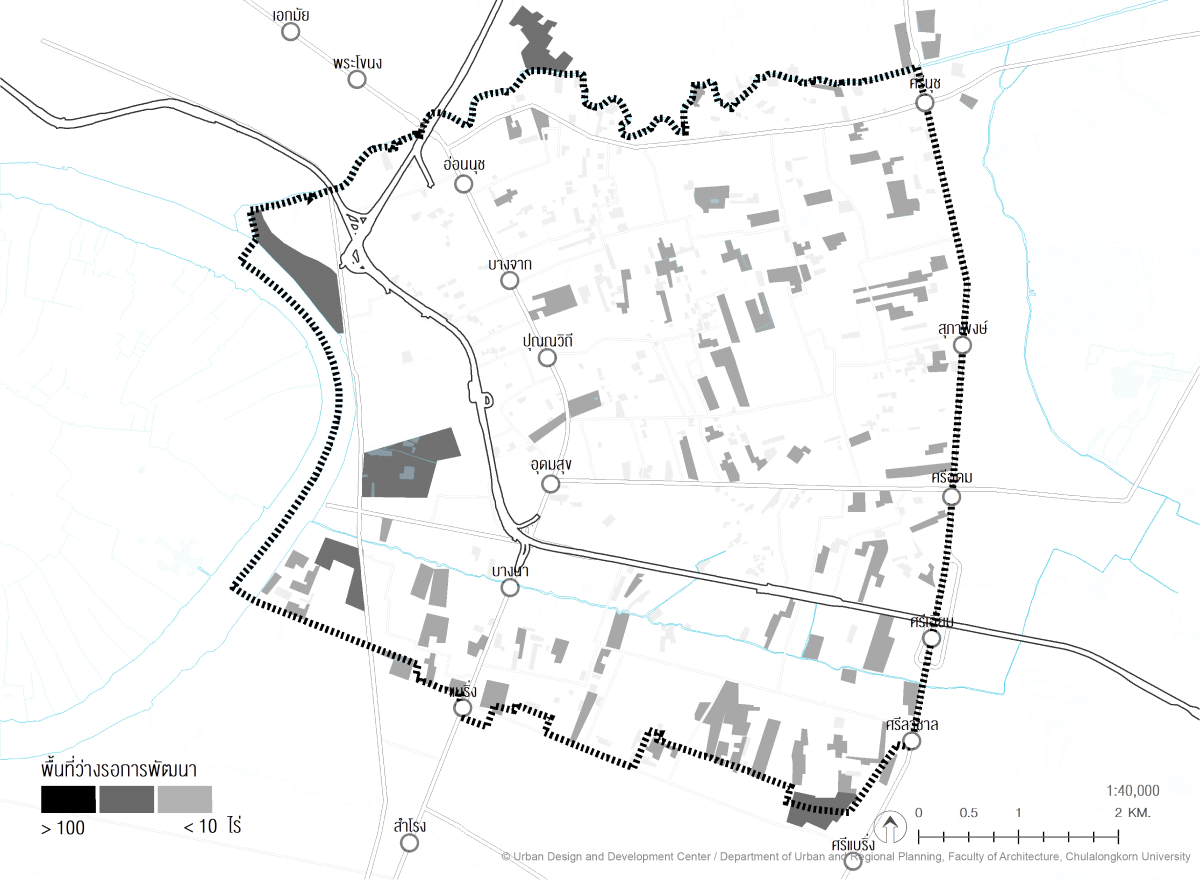 เอกมัย
พระโขนง
ศรีนุช
อ่อนนุช
บางจาก
สุภาพงษ์
ปุณณวิถี
อุดมสุข
ศรีอุดม
บางนา
ศรีเอี่ยม
แบริ่ง
ศรีลาซาล
พื้นที่ว่างรอการพัฒนา
> 100
< 10 ไร่
สำโรง
ศรีแบริ่ง
1:40,000
0 0.5 1 2 KM.
© Urban Design and Development Center / Department of Urban and Regional Planning, Faculty of Architecture, Chulalongkorn University